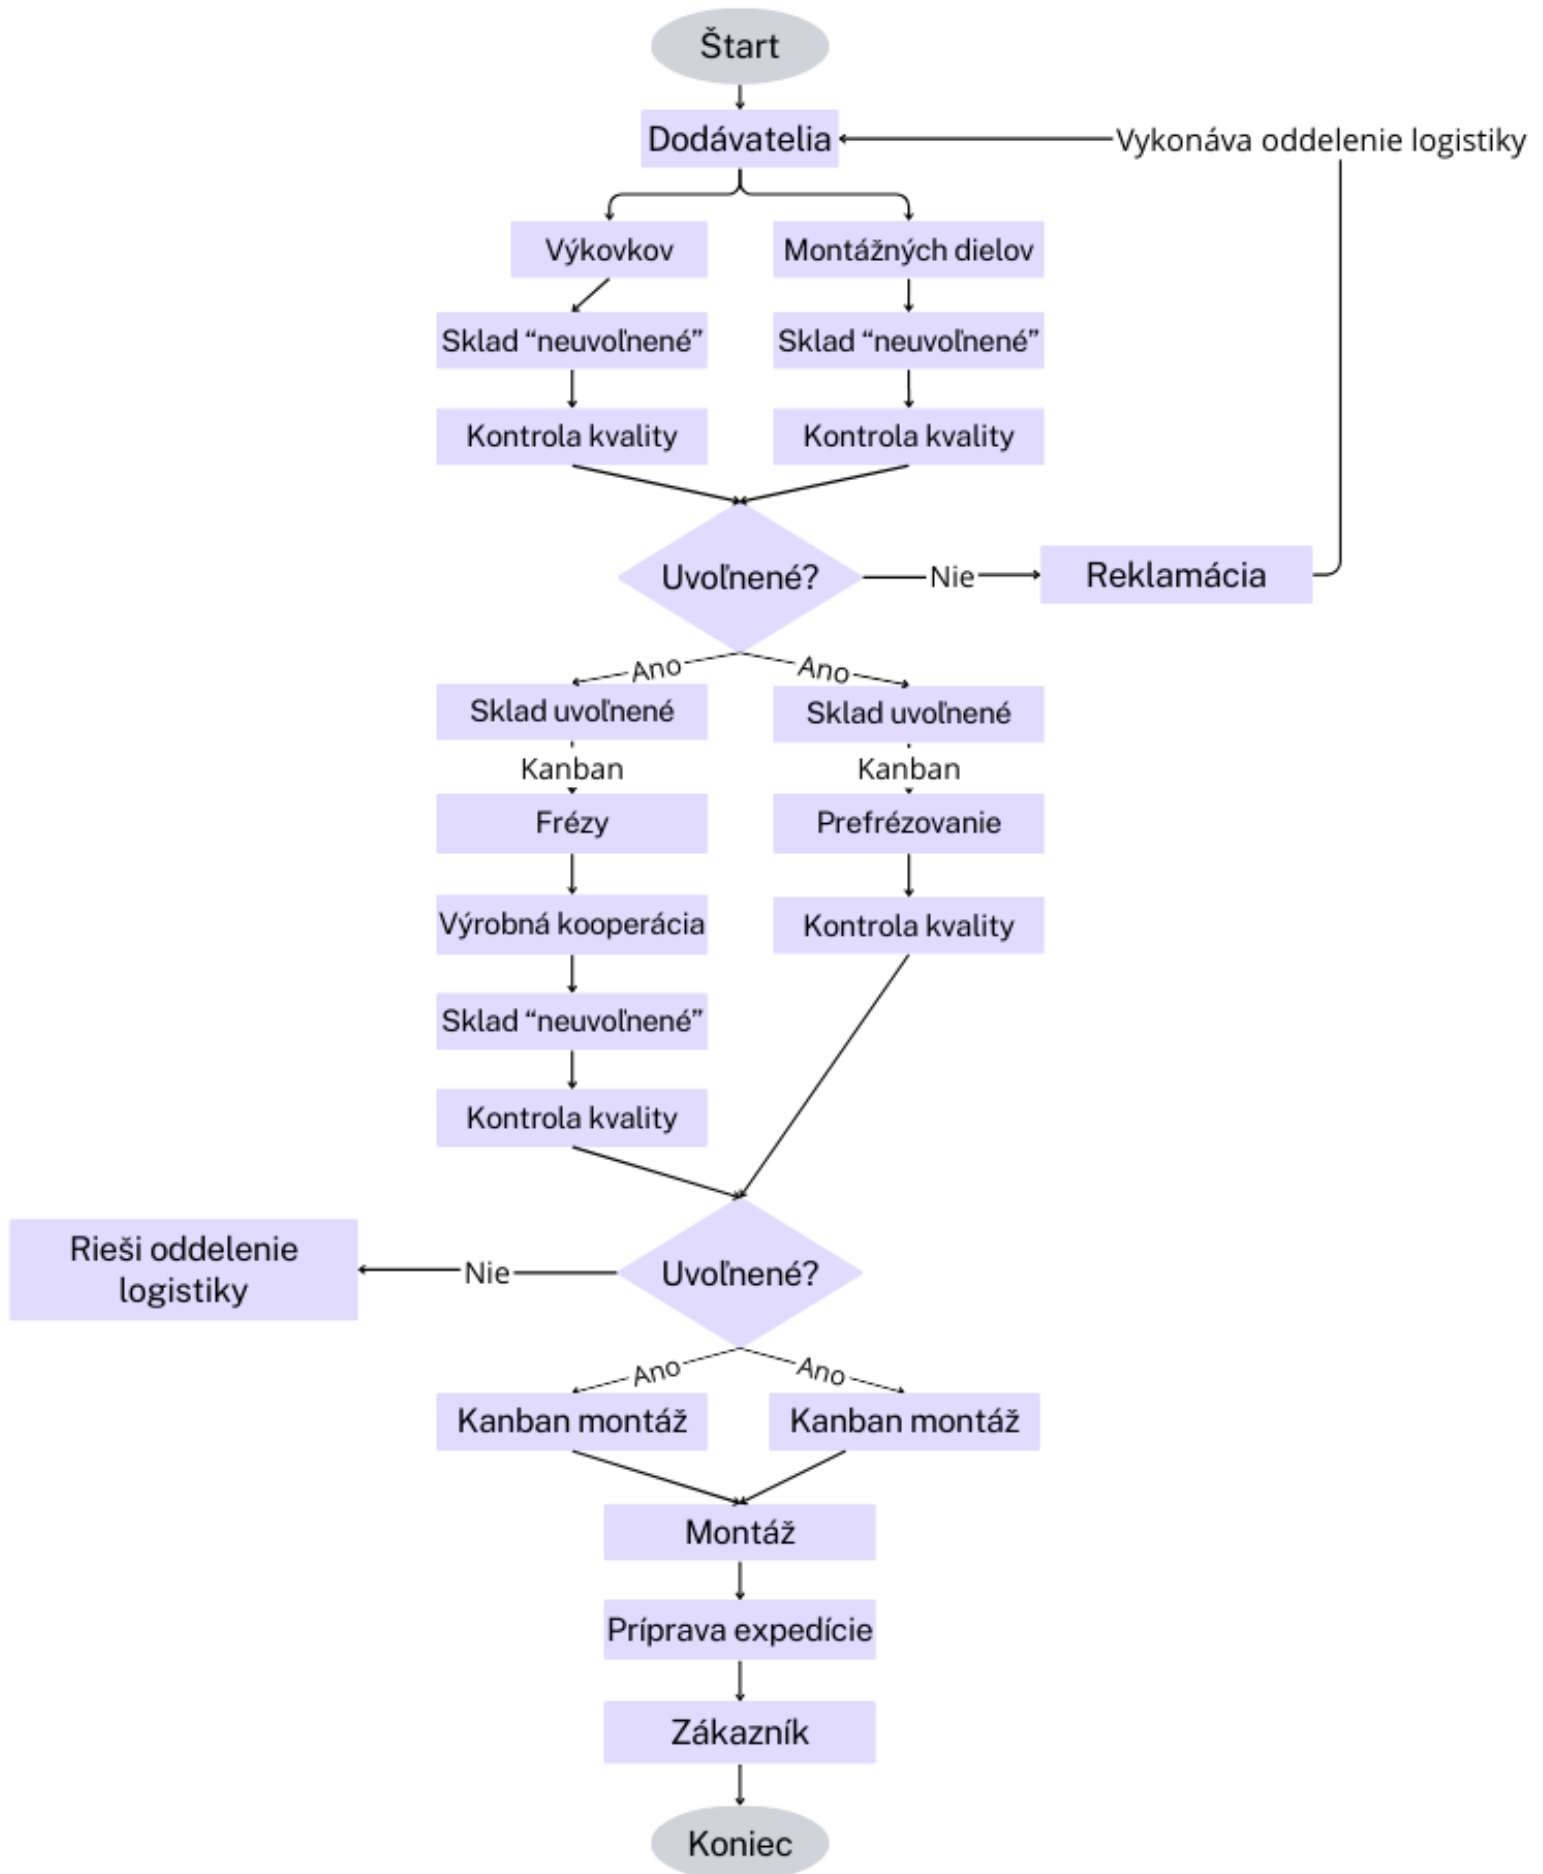 Štart
Dodávatelia
Vykonáva oddelenie logistiky
Výkovkov
Montážných dielov
Sklad “neuvoľnené”
Sklad “neuvoľnené”
Kontrola kvality
Kontrola kvality
Uvoľnené?
Nie
Reklamácia
Ano
Ano
Sklad uvoľnené
Sklad uvoľnené
Kanban
Kanban
Frézy
Prefrézovanie
Výrobná kooperácia
Kontrola kvality
Sklad “neuvoľnené”
Kontrola kvality
Rieši oddelenie
logistiky
Nie
Uvoľnené?
Ano
Ano
Kanban montáž
Kanban montáž
Montáž
Príprava expedície
Zákazník
Koniec